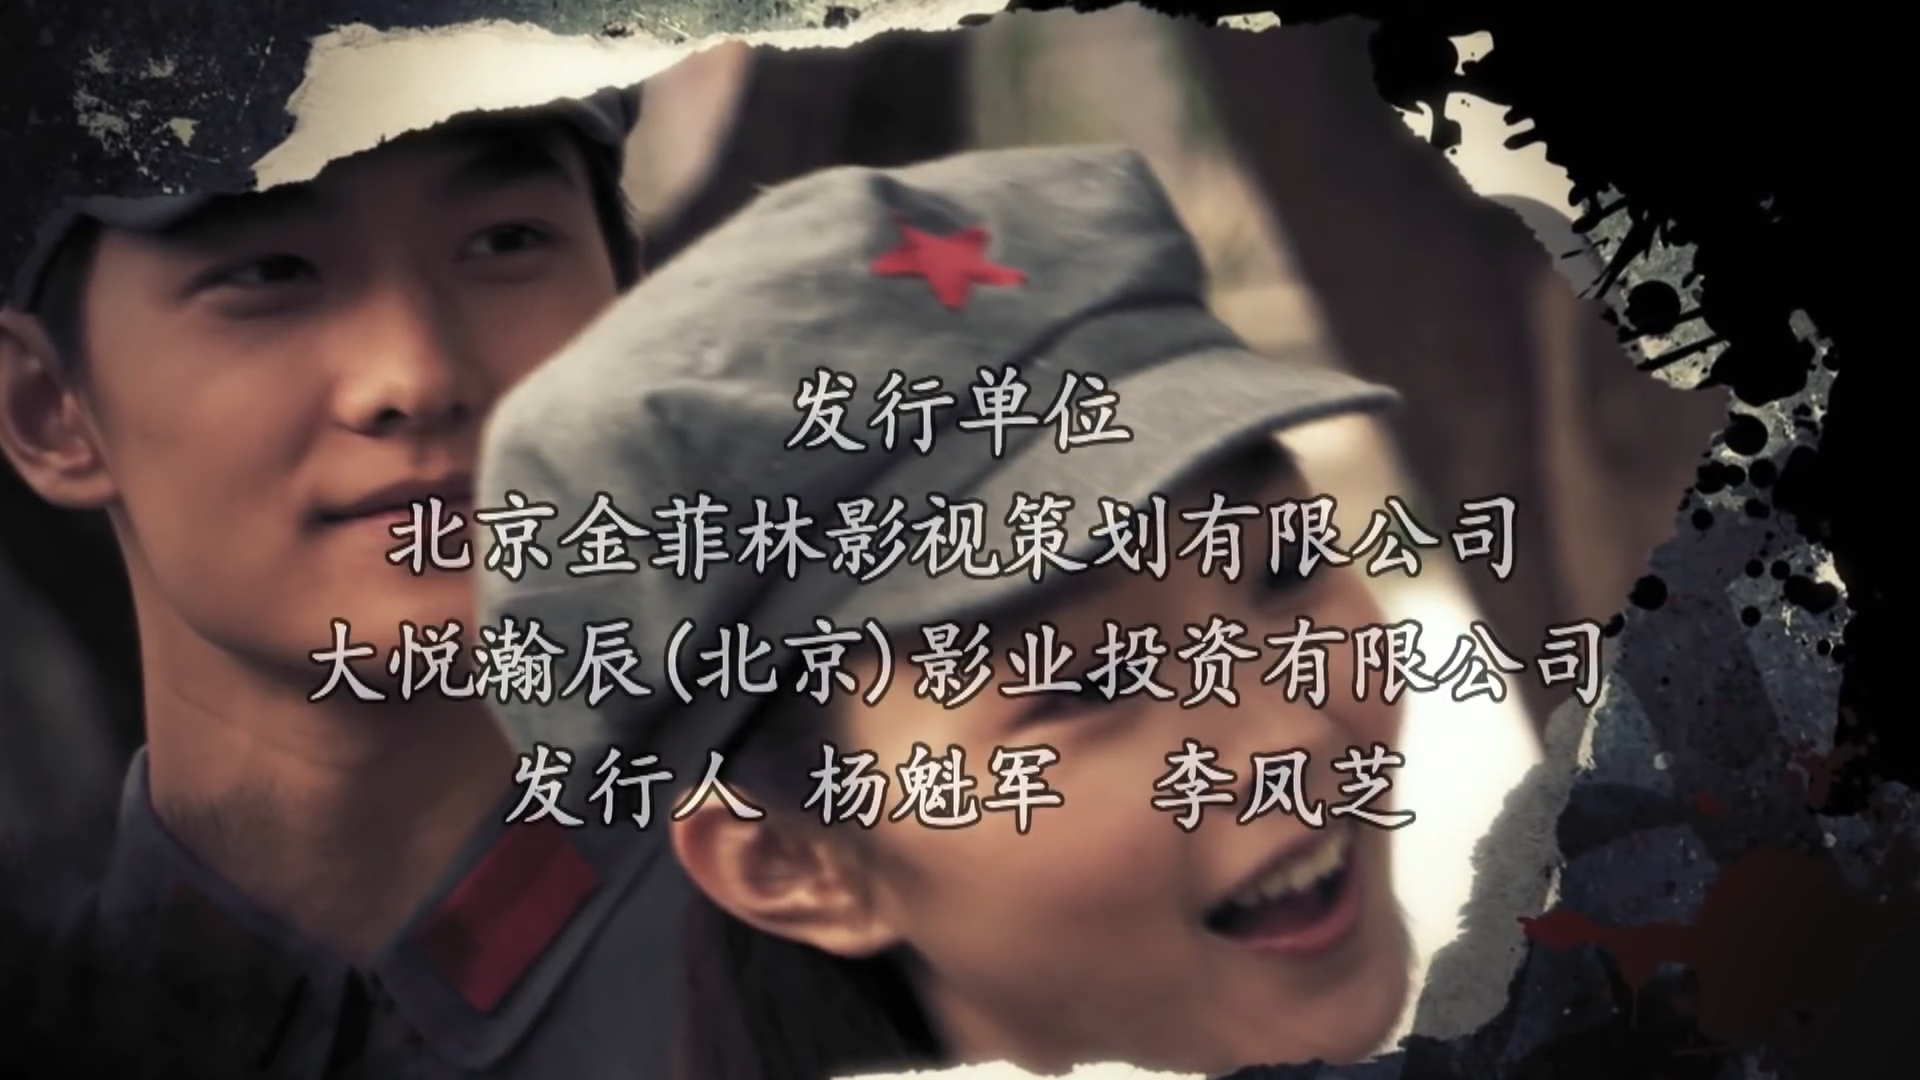 发行单位
北京金菲林影视策划有限公司
大悦瀚辰(北京)影业投资有限公司
发行人 杨魁军 李凤芝